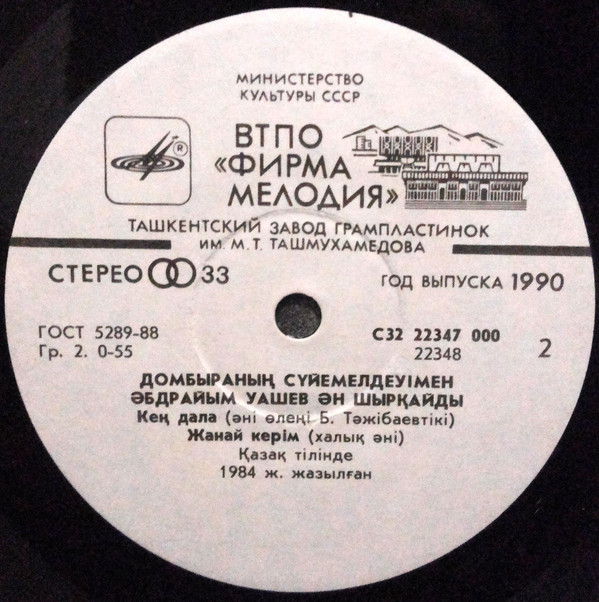 МИНИСТЕРСТВО
КУЛЬТУРЫ СССР
ВТПО
«ФИРМА
МЕЛОДИЯ»
®
ТАШКЕНТСКИЙ ЗАВОД ГРАМПЛАСТИНОК
ИМ. М. Т. ТАШМУХАМЕДОВА
СТЕРЕО 33
ГОД ВЫПУСКА 1990
ГОСТ 5289-88
Гр. 2. 0-55
С32 22347 000
22348
2
ДОМБЫРАНЫҢ СҮЙЕМЕЛДЕУІМЕН
ӘБДРАЙЫМ УАШЕВ ӘН ШЫРҚАЙДЫ
Кең дала (әні өлеңі Б. Тәжібаевтікі)
Жанай керім (халық әні)
Қазақ тілінде
1984 ж. жазылған